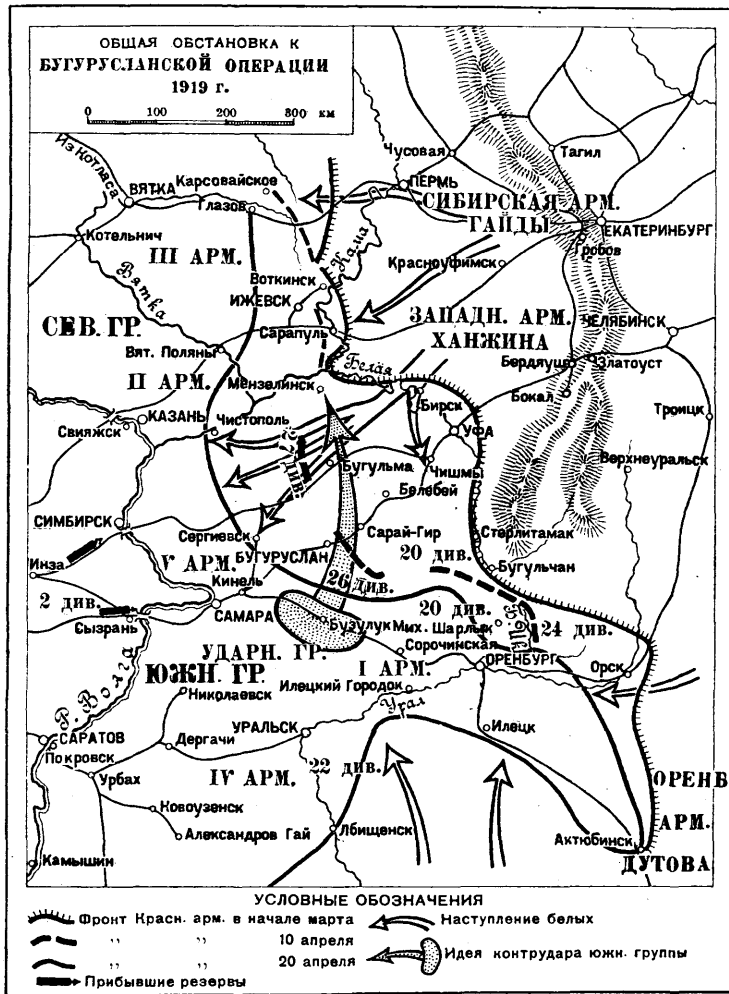 ОБЩАЯ ОБСТАНОВКА К
БУГУРУСЛАНСКОЙ ОПЕРАЦИИ
1919 г.
0 200 400 600 800 км
Из Котласа
ВЯТКА
Карсовайское
Глазов
Котельнич
Чусовая
Тагил
ПЕРМЬ
СИБИРСКАЯ АРМ.
ГАЙДЫ
ЕКАТЕРИНБУРГ
Гробов
III АРМ.
Кама
Красноуфимск
Вятка
Воткинск
ИЖЕВСК
СЕВ. ГР.
Сарапуль
ЗАПАДН. АРМ.
ХАНЖИНА
ЧЕЛЯБИНСК
Вят. Поляны
Белая
Бердяуш
Златоуст
II АРМ.
Мензелинск
Бокал
КАЗАНЬ
Чистополь
Бирск
Троицк
Свияжск
УФА
27 див.
Бугульма
Чишмы
Верхнеуральск
Белебей
СИМБИРСК
Сергиевск
Сарай-Гир
Стерлитамак
Инза
V АРМ.
БУГУРУСЛАН
20 див.
Бугульчан
Кинель
26 див.
2 див.
САМАРА
20 див.
24 див.
Сызрань
Бузулук
Мих. Шарлык
УДАРН. ГР.
Сорочинская
ЮЖН. ГР.
I АРМ.
ОРЕНБУРГ
Орск
Р. Волга
Николаевск
Илецкий Городок
Урал
САРАТОВ
УРАЛЬСК
Илецк
Покровск
Дергачи
Урбах
IV АРМ.
22 див.
ОРЕНБ
Новоузенск
АРМ.
Александров Гай
Лбищенск
Актюбинск
ДУТОВА
Камышин
УСЛОВНЫЕ ОБОЗНАЧЕНИЯ
Фронт Красн. арм. в начале марта
Наступление белых
,, ,, 10 апреля
,, ,, 20 апреля
Идея контрудара южн. группы
Прибывшие резервы